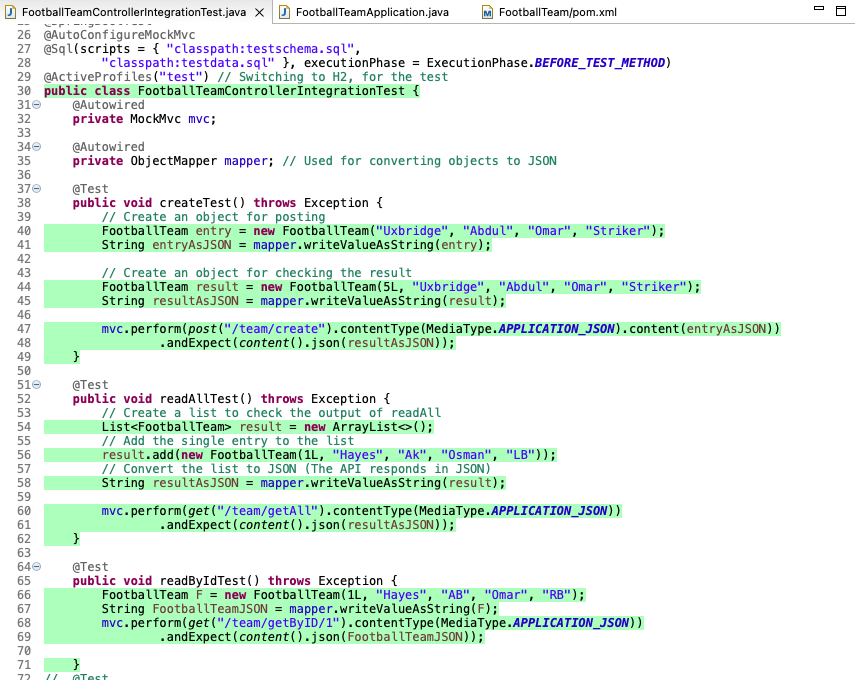 FootballTeamControllerIntegrationTest.java FootballTeamApplication.java FootballTeam/pom.xml
25 @SpringBootTest
26 @AutoConfigureMockMvc
27 @Sql(scripts = { "classpath:testschema.sql",
28 "classpath:testdata.sql" }, executionPhase = ExecutionPhase.BEFORE_TEST_METHOD)
29 @ActiveProfiles("test") // Switching to H2, for the test
30 public class FootballTeamControllerIntegrationTest {
31 @Autowired
32 private MockMvc mvc;
33
34 @Autowired
35 private ObjectMapper mapper; // Used for converting objects to JSON
36
37 @Test
38 public void createTest() throws Exception {
39 // Create an object for posting
40 FootballTeam entry = new FootballTeam("Uxbridge", "Abdul", "Omar", "Striker");
41 String entryAsJSON = mapper.writeValueAsString(entry);
42
43 // Create an object for checking the result
44 FootballTeam result = new FootballTeam(5L, "Uxbridge", "Abdul", "Omar", "Striker");
45 String resultAsJSON = mapper.writeValueAsString(result);
46
47 mvc.perform(post("/team/create").contentType(MediaType.APPLICATION_JSON).content(entryAsJSON))
48 .andExpect(content().json(resultAsJSON));
49 }
50
51 @Test
52 public void readAllTest() throws Exception {
53 // Create a list to check the output of readAll
54 List<FootballTeam> result = new ArrayList<>();
55 // Add the single entry to the list
56 result.add(new FootballTeam(1L, "Hayes", "Ak", "Osman", "LB"));
57 // Convert the list to JSON (The API responds in JSON)
58 String resultAsJSON = mapper.writeValueAsString(result);
59
60 mvc.perform(get("/team/getAll").contentType(MediaType.APPLICATION_JSON))
61 .andExpect(content().json(resultAsJSON));
62 }
63
64 @Test
65 public void readByIdTest() throws Exception {
66 FootballTeam F = new FootballTeam(1L, "Hayes", "AB", "Omar", "RB");
67 String FootballTeamJSON = mapper.writeValueAsString(F);
68 mvc.perform(get("/team/getByID/1").contentType(MediaType.APPLICATION_JSON))
69 .andExpect(content().json(FootballTeamJSON));
70
71 }
72 // @Test